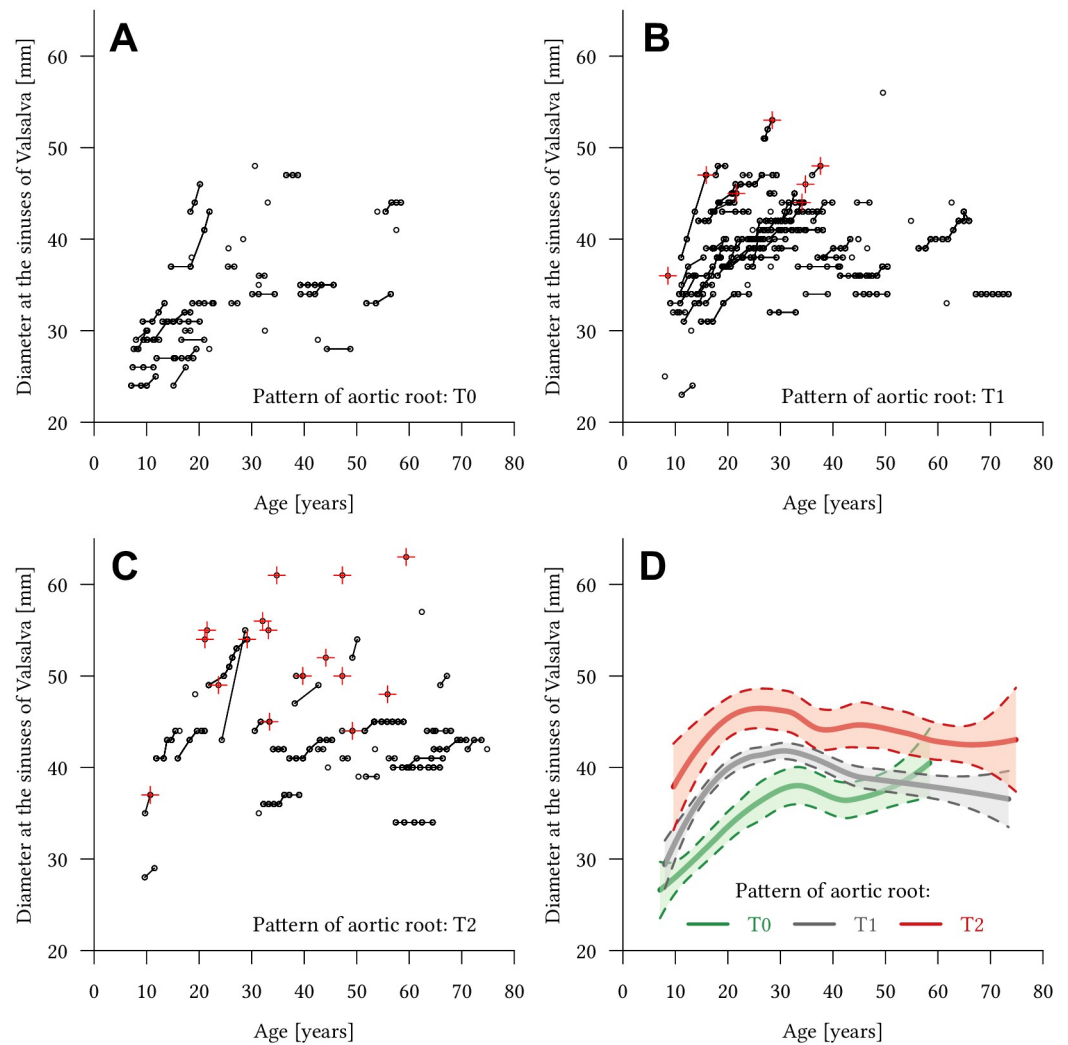 A
Diameter at the sinuses of Valsalva [mm]
60
50
40
30
20
Pattern of aortic root: T0
0 10 20 30 40 50 60 70 80
Age [years]
B
Diameter at the sinuses of Valsalva [mm]
60
50
40
30
20
Pattern of aortic root: T1
0 10 20 30 40 50 60 70 80
Age [years]
C
Diameter at the sinuses of Valsalva [mm]
60
50
40
30
20
Pattern of aortic root: T2
0 10 20 30 40 50 60 70 80
Age [years]
D
Diameter at the sinuses of Valsalva [mm]
60
50
40
30
20
Pattern of aortic root:
T0 T1 T2
0 10 20 30 40 50 60 70 80
Age [years]